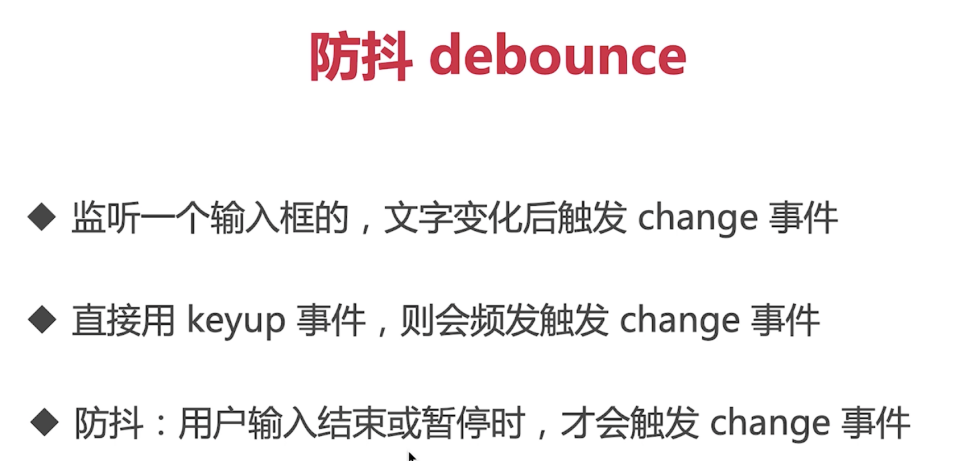 防抖 debounce
◆ 监听一个输入框的，文字变化后触发 change 事件
◆ 直接用 keyup 事件，则会频发触发 change 事件
◆ 防抖：用户输入结束或暂停时，才会触发 change 事件